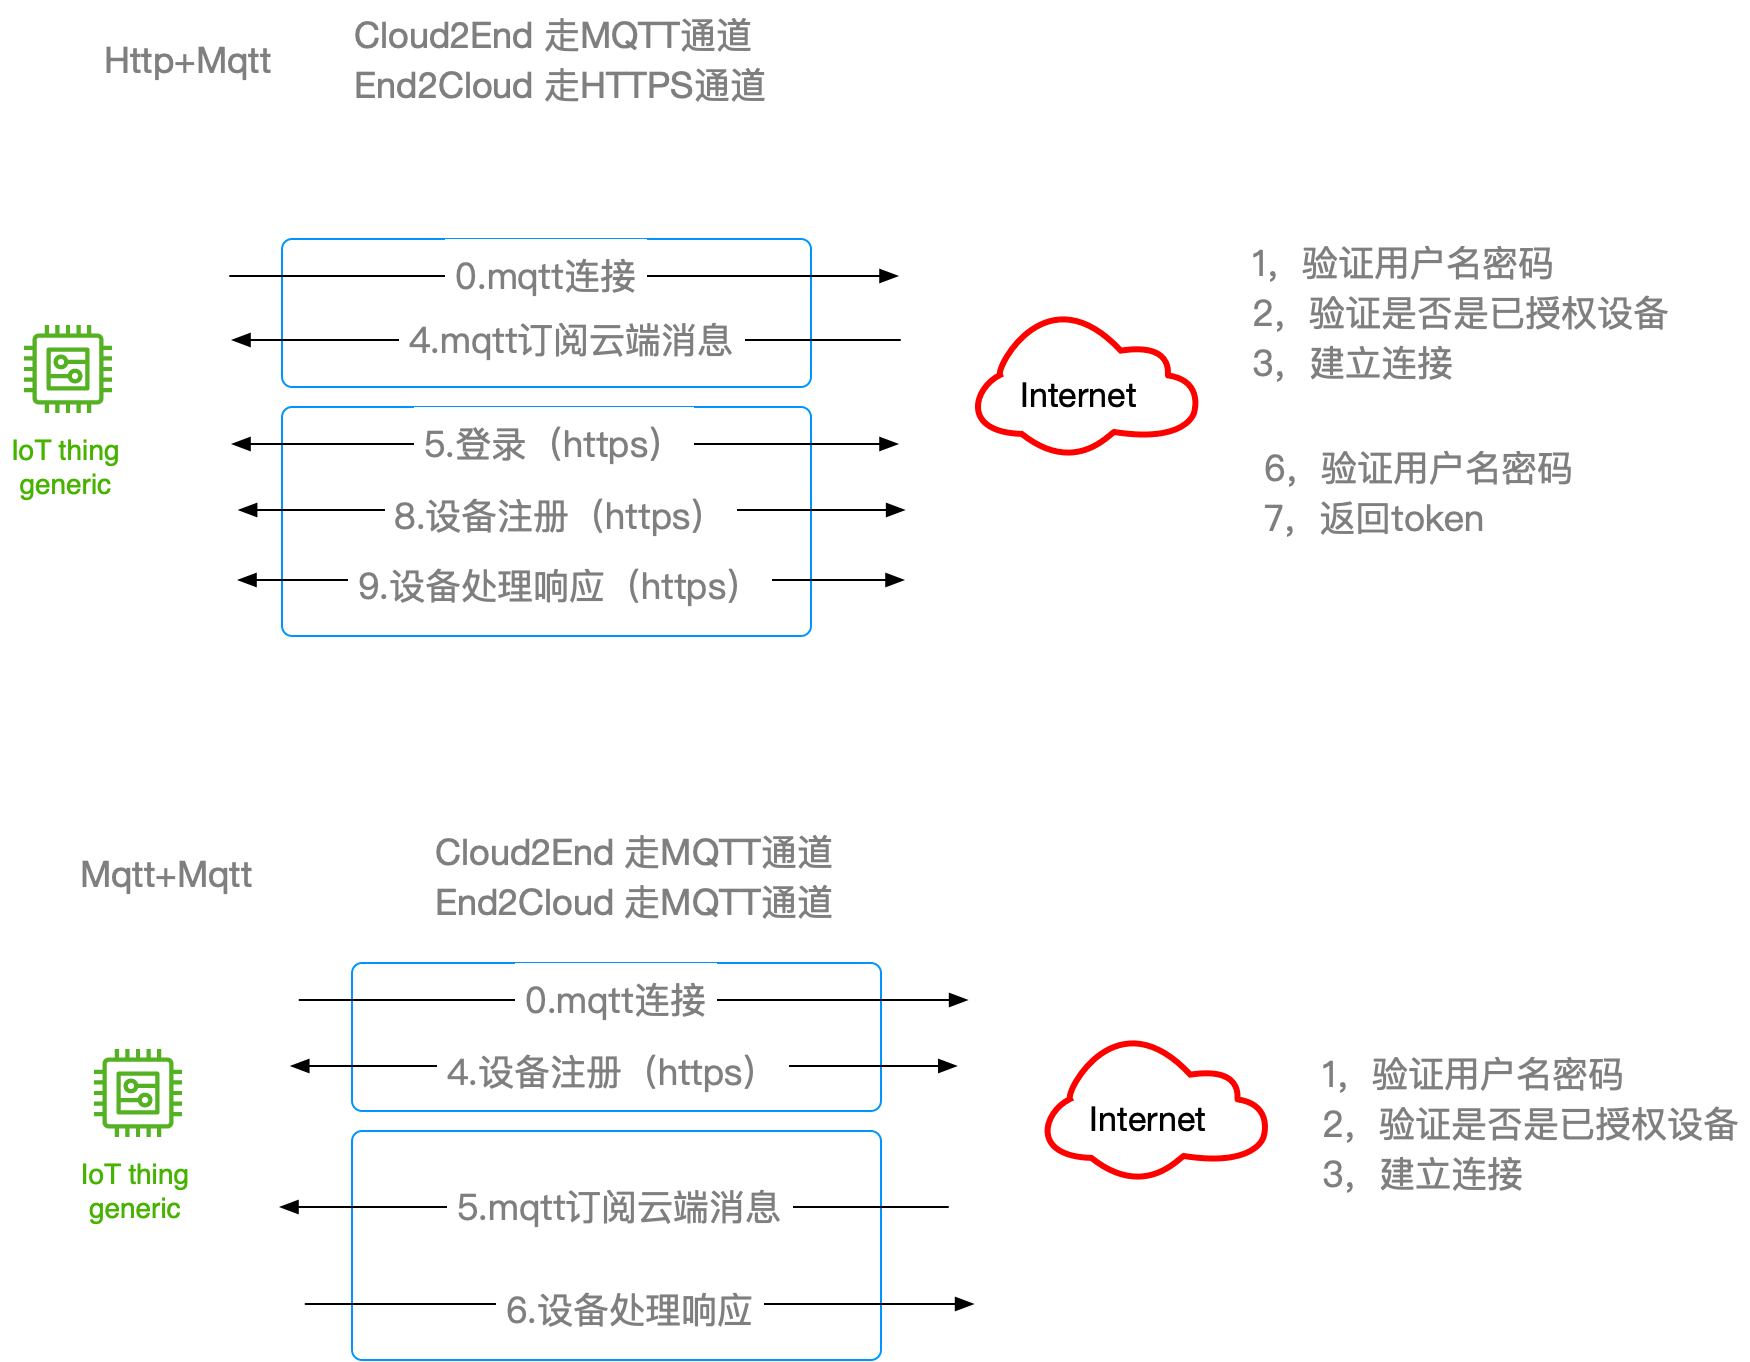 Http+Mqtt
Cloud2End 走MQTT通道
End2Cloud 走HTTPS通道
0.mqtt连接
4.mqtt订阅云端消息
5.登录（https）
8.设备注册（https）
9.设备处理响应（https）
IoT thing
generic
Internet
1，验证用户名密码
2，验证是否是已授权设备
3，建立连接
6，验证用户名密码
7，返回token
Mqtt+Mqtt
Cloud2End 走MQTT通道
End2Cloud 走MQTT通道
0.mqtt连接
4.设备注册（https）
5.mqtt订阅云端消息
6.设备处理响应
IoT thing
generic
Internet
1，验证用户名密码
2，验证是否是已授权设备
3，建立连接